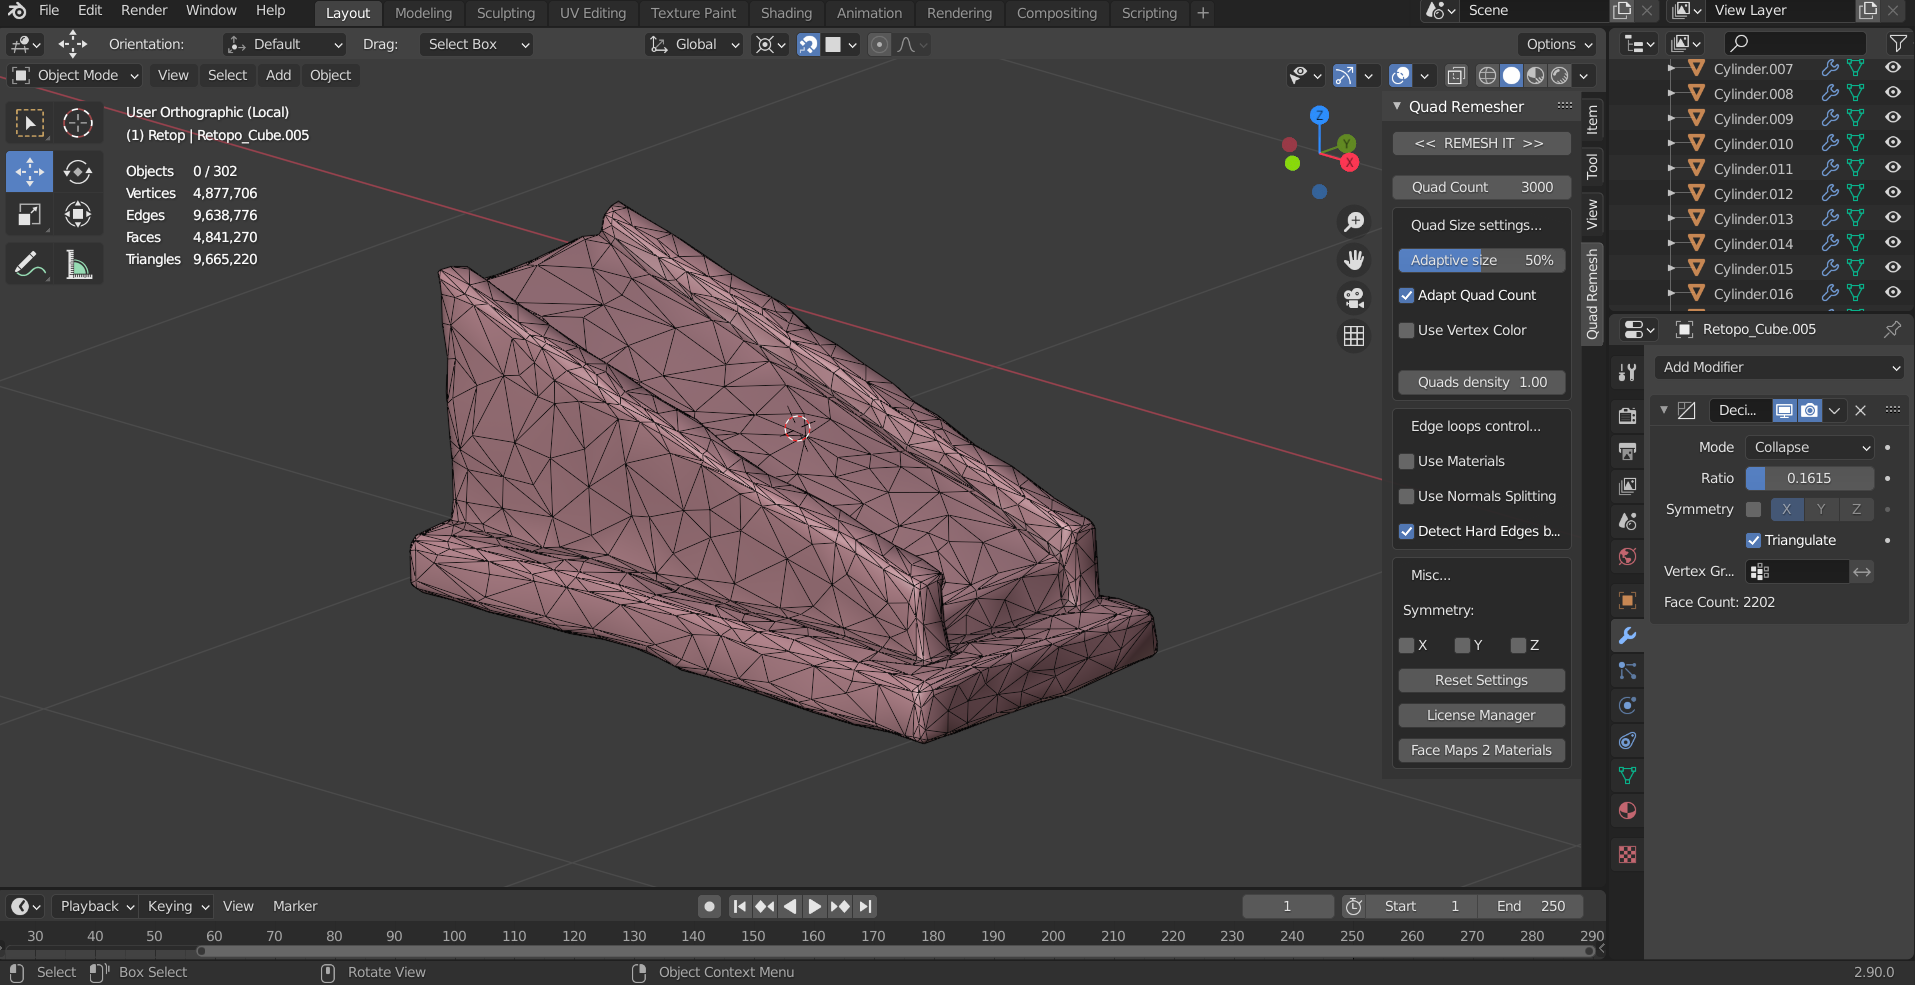 File Edit Render Window Help Layout Modeling Sculpting UV Editing Texture Paint Shading Animation Rendering Compositing Scripting + Scene View Layer
Orientation: Default Drag: Select Box Global Options
Object Mode View Select Add Object
User Orthographic (Local)
(1) Retop | Retopo_Cube.005
Objects 0 / 302
Vertices 4,877,706
Edges 9,638,776
Faces 4,841,270
Triangles 9,665,220
Z
Y
X
Quad Remesher
<< REMESH IT >>
Quad Count 3000
Quad Size settings...
Adaptive size 50%
Adapt Quad Count
Use Vertex Color
Quads density 1.00
Edge loops control...
Use Materials
Use Normals Splitting
Detect Hard Edges b...
Misc...
Symmetry:
X Y Z
Reset Settings
License Manager
Face Maps 2 Materials
Item
Tool
View
Quad Remesh
Cylinder.007
Cylinder.008
Cylinder.009
Cylinder.010
Cylinder.011
Cylinder.012
Cylinder.013
Cylinder.014
Cylinder.015
Cylinder.016
Retopo_Cube.005
Add Modifier
Deci...
Mode Collapse
Ratio 0.1615
Symmetry X Y Z
Triangulate
Vertex Gr...
Face Count: 2202
Playback Keying View Marker 1 Start 1 End 250
30 40 50 60 70 80 90 100 110 120 130 140 150 160 170 180 190 200 210 220 230 240 250 260 270 280 290
Select Box Select Rotate View Object Context Menu 2.90.0